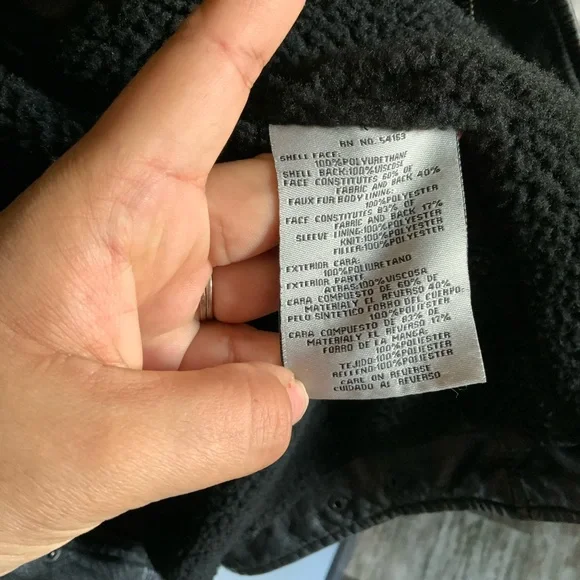 RN NO. 54163
SHELL FACE:
100%POLYURETHANE
SHELL BACK:100%VISCOSE
FACE CONSTITUTES 60% OF
FABRIC AND BACK 40%
FAUX FUR BODY LINING:
100%POLYESTER
FACE CONSTITUTES 83% OF
FABRIC AND BACK 17%
SLEEVE LINING:100%POLYESTER
KNIT:100%POLYESTER
FILLER:100%POLYESTER
EXTERIOR CARA:
100%POLIURETANO
EXTERIOR PARTE
ATRAS:100%VISCOSA
CARA COMPUESTO DE 60% DE
MATERIALY EL REVERSO 40%
PELO SINTETICO FORRO DEL CUERPO:
100%POLIESTER
CARA COMPUESTO DE 83% DE
MATERIALY EL REVERSO 17%
FORRO DE LA MANGA:
100%POLIESTER
TEJIDO:100%POLIESTER
RELLENO:100%POLIESTER
CARE ON REVERSE
CUIDADO AL REVERSO